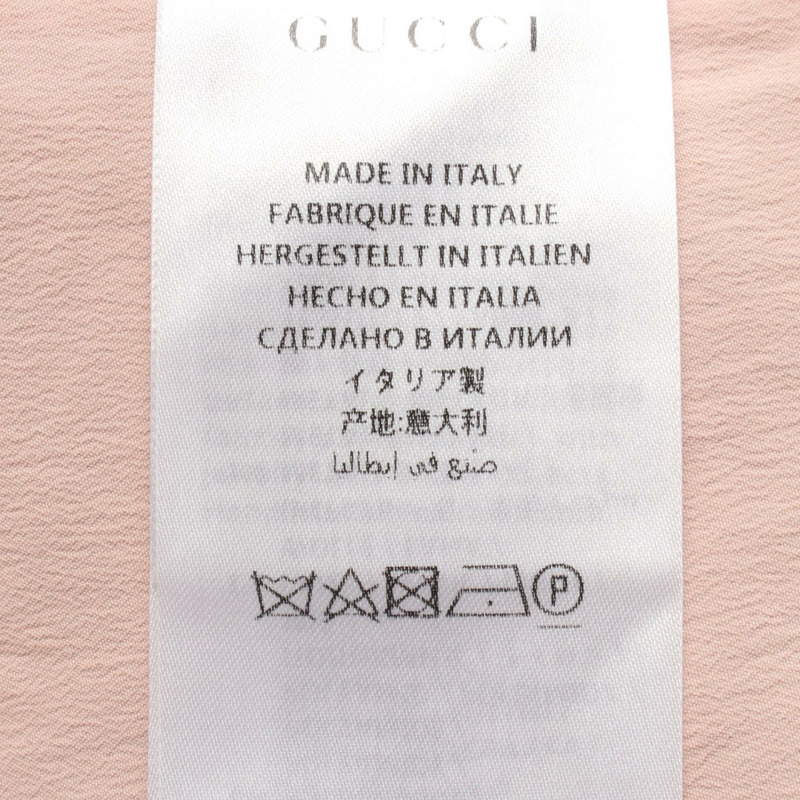 GUCCI
MADE IN ITALY
FABRIQUE EN ITALIE
HERGESTELLT IN ITALIEN
HECHO EN ITALIA
СДЕЛАНО В ИТАЛИИ
イタリア製
产地:意大利
صنع في إيطاليا
P